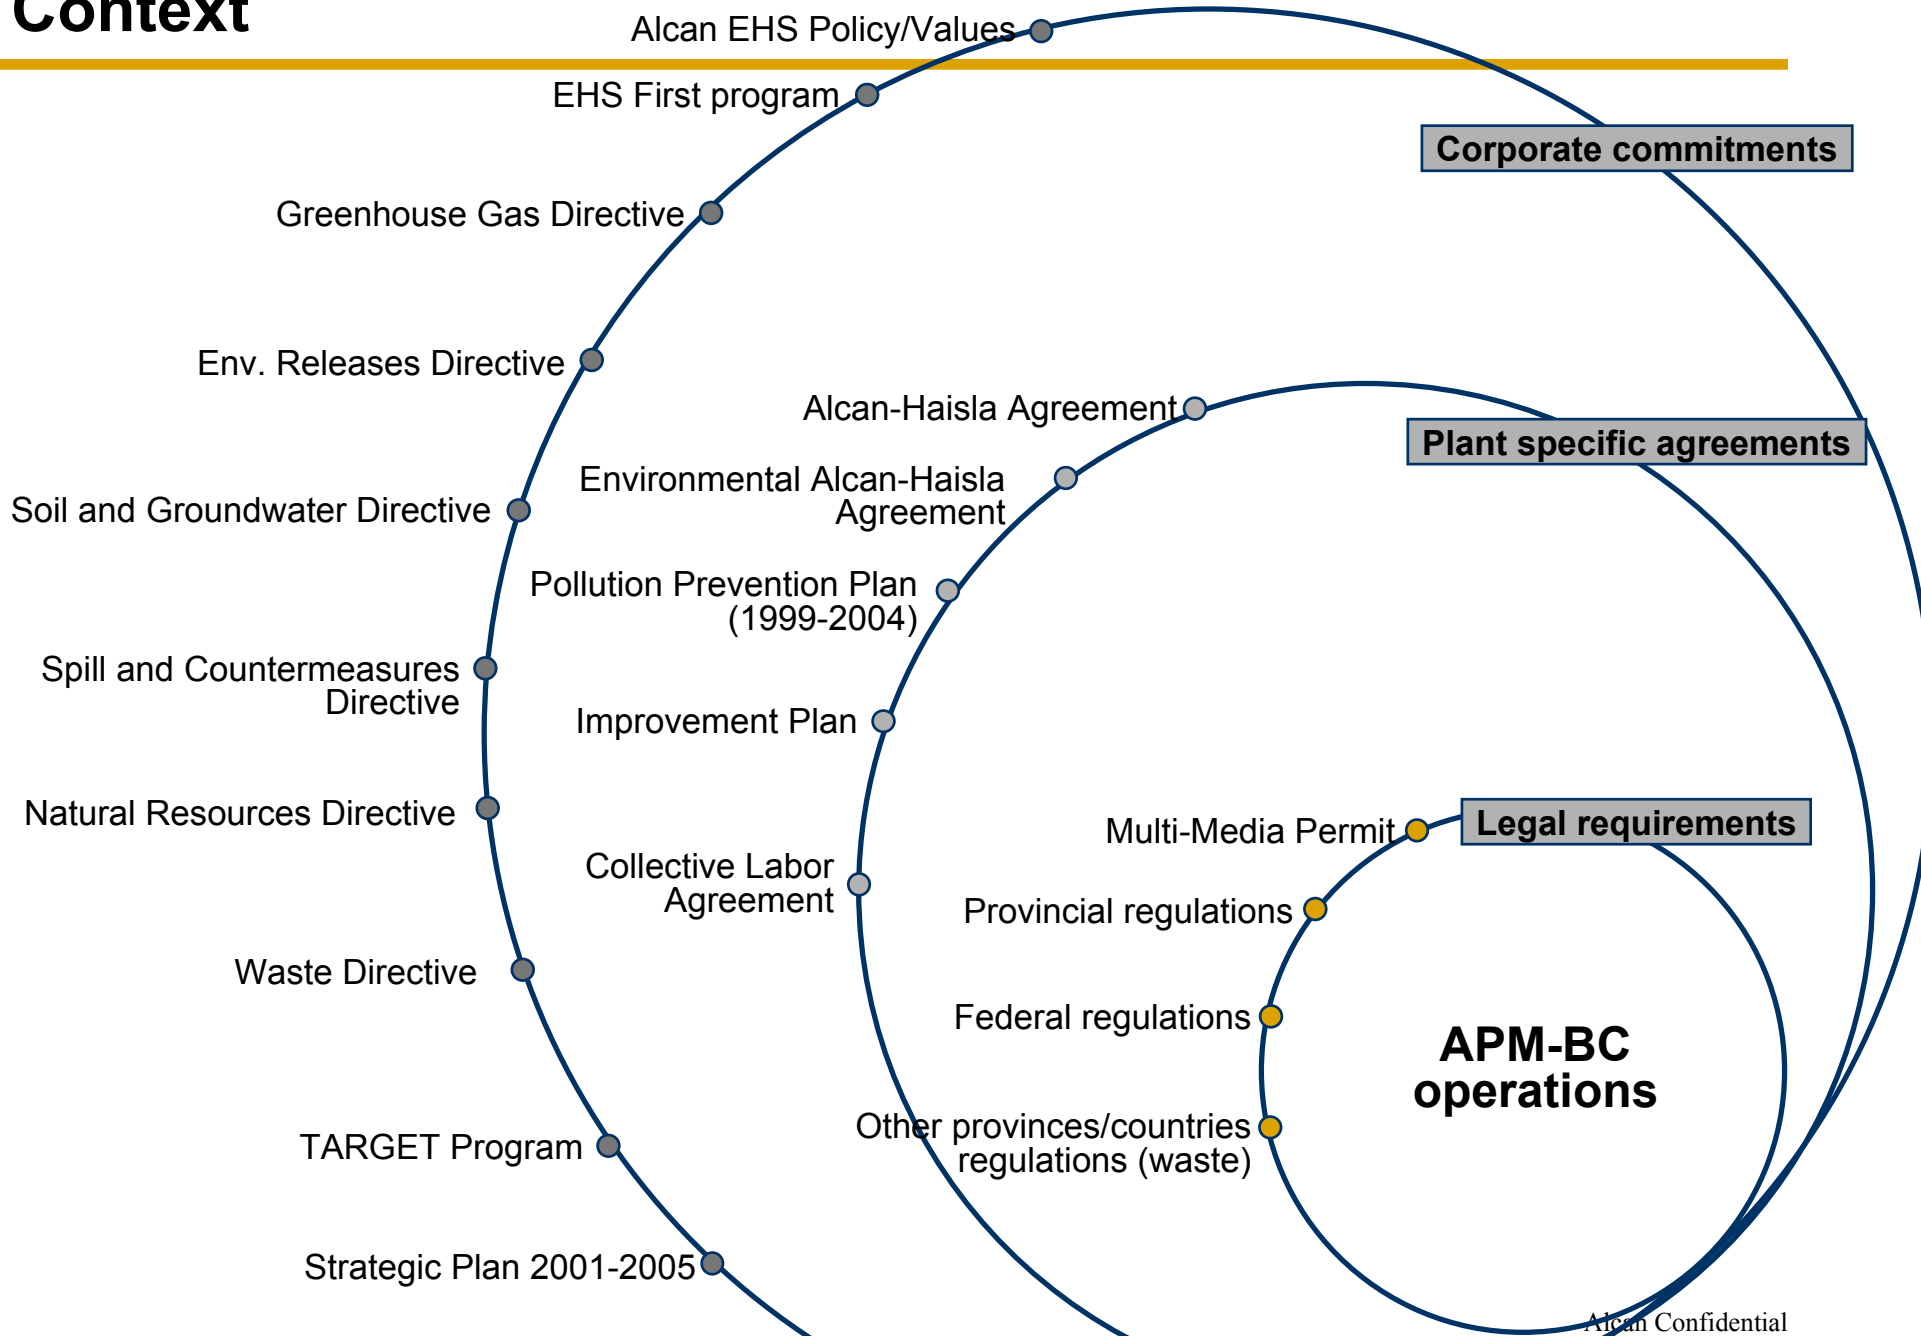 Context
Alcan EHS Policy/Values
EHS First program
Corporate commitments
Greenhouse Gas Directive
Env. Releases Directive
Alcan-Haisla Agreement
Plant specific agreements
Environmental Alcan-Haisla
Agreement
Soil and Groundwater Directive
Pollution Prevention Plan
(1999-2004)
Spill and Countermeasures
Directive
Improvement Plan
Natural Resources Directive
Multi-Media Permit
Legal requirements
Collective Labor
Agreement
Provincial regulations
Waste Directive
Federal regulations
APM-BC
operations
Other provinces/countries
regulations (waste)
TARGET Program
Strategic Plan 2001-2005
Alcan Confidential